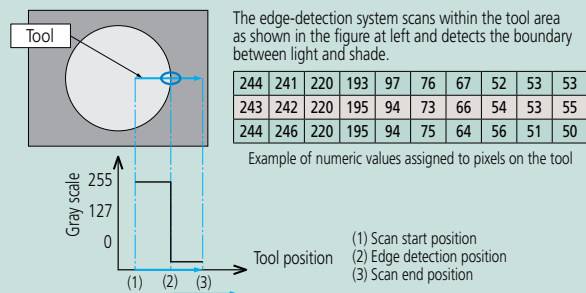 Tool
The edge-detection system scans within the tool area
as shown in the figure at left and detects the boundary
between light and shade.
244 241 220 193 97 76 67 52 53 53
243 242 220 195 94 73 66 54 53 55
244 246 220 195 94 75 64 56 51 50
Example of numeric values assigned to pixels on the tool
Gray scale
255
127
0
(1) (2) (3)
Tool position
(1) Scan start position
(2) Edge detection position
(3) Scan end position